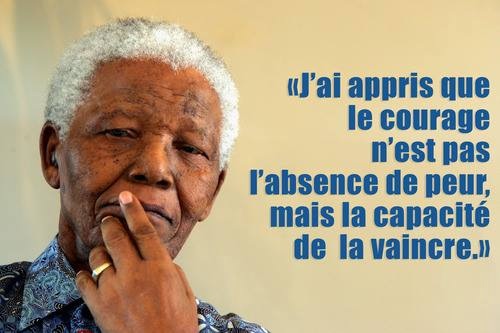 «J’ai appris que
le courage
n’est pas
l’absence de peur,
mais la capacité
de la vaincre.»